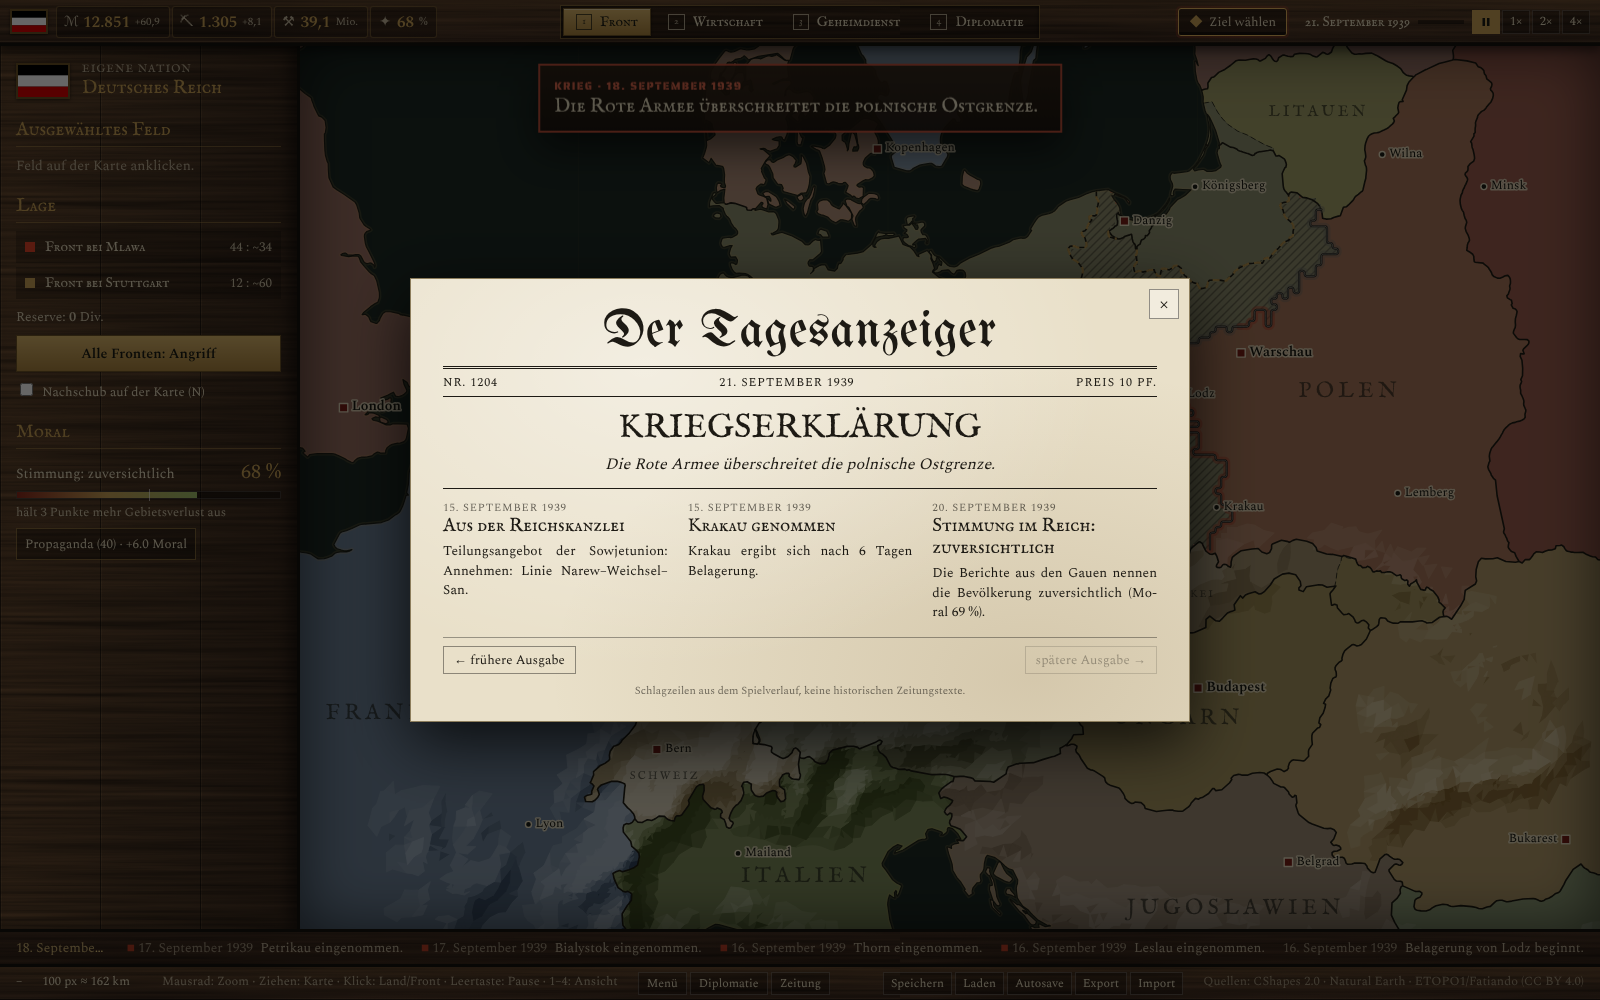 ℳ 12.851 +60,9
1.305 +8,1
39,1 Mio.
68 %
1 Front
2 Wirtschaft
3 Geheimdienst
4 Diplomatie
Ziel wählen
21. September 1939
1×
2×
4×
Eigene Nation
Deutsches Reich
Ausgewähltes Feld
Feld auf der Karte anklicken.
Lage
Front bei Mlawa 44 : ~34
Front bei Stuttgart 12 : ~60
Reserve: 0 Div.
Alle Fronten: Angriff
Nachschub auf der Karte (N)
Moral
Stimmung: zuversichtlich 68 %
hält 3 Punkte mehr Gebietsverlust aus
Propaganda (40) · +6.0 Moral
KRIEG · 18. SEPTEMBER 1939
Die Rote Armee überschreitet die polnische Ostgrenze.
LITAUEN
Kopenhagen
Wilna
Königsberg
Minsk
Danzig
Warschau
POLEN
Lodz
London
Lemberg
Krakau
Budapest
FRAN
RN
Bern
SCHWEIZ
Lyon
Mailand
ITALIEN
Bukarest
Belgrad
JUGOSLAWIEN
×
Der Tagesanzeiger
NR. 1204
21. SEPTEMBER 1939
PREIS 10 PF.
KRIEGSERKLÄRUNG
Die Rote Armee überschreitet die polnische Ostgrenze.
15. SEPTEMBER 1939
Aus der Reichskanzlei
Teilungsangebot der Sowjetunion:
Annehmen: Linie Narew–Weichsel–
San.
15. SEPTEMBER 1939
Krakau genommen
Krakau ergibt sich nach 6 Tagen
Belagerung.
20. SEPTEMBER 1939
Stimmung im Reich:
zuversichtlich
Die Berichte aus den Gauen nennen
die Bevölkerung zuversichtlich (Mo-
ral 69 %).
← frühere Ausgabe
spätere Ausgabe →
Schlagzeilen aus dem Spielverlauf, keine historischen Zeitungstexte.
18. Septembe…
17. September 1939 Petrikau eingenommen.
17. September 1939 Bialystok eingenommen.
16. September 1939 Thorn eingenommen.
16. September 1939 Leslau eingenommen.
16. September 1939 Belagerung von Lodz beginnt.
–
100 px ≈ 162 km
Mausrad: Zoom · Ziehen: Karte · Klick: Land/Front · Leertaste: Pause · 1–4: Ansicht
Menü
Diplomatie
Zeitung
Speichern
Laden
Autosave
Export
Import
Quellen: CShapes 2.0 · Natural Earth · ETOPO1/Fatiando (CC BY 4.0)